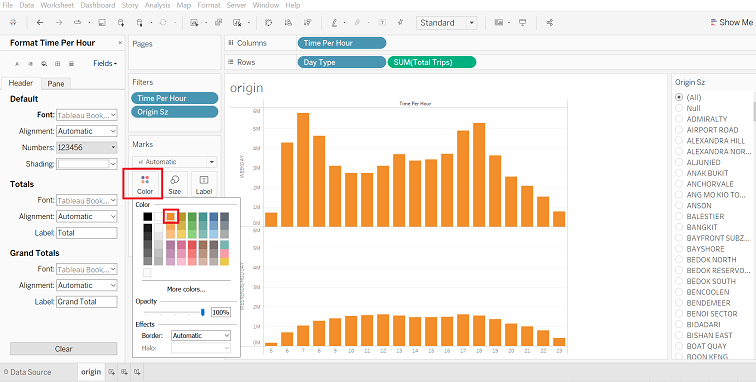 File Data Worksheet Dashboard Story Analysis Map Format Server Window Help
Standard
Show Me
Format Time Per Hour
Fields
Header Pane
Default
Font: Tableau Book,...
Alignment: Automatic
Numbers: 123456
Shading:
Totals
Font: Tableau Book,...
Alignment: Automatic
Label: Total
Grand Totals
Font: Tableau Book,...
Alignment: Automatic
Label: Grand Total
Clear
Pages
Filters
Time Per Hour
Origin Sz
Marks
Automatic
Color Size Label
Color
More colors...
Opacity
100%
Effects
Border: Automatic
Halo:
Columns Time Per Hour
Rows Day Type SUM(Total Trips)
origin
Time Per Hour
WEEKDAY
6M
5M
4M
3M
2M
1M
0M
6M
5M
4M
3M
2M
1M
0M
5 6 7 8 9 10 11 12 13 14 15 16 17 18 19 20 21 22 23
Origin Sz
(All)
Null
ADMIRALTY
AIRPORT ROAD
ALEXANDRA HILL
ALEXANDRA NOR...
ALJUNIED
ANAK BUKIT
ANCHORVALE
ANG MO KIO TO...
ANSON
BALESTIER
BANGKIT
BAYFRONT SUBZ...
BAYSHORE
BEDOK NORTH
BEDOK RESERVO...
BEDOK SOUTH
BENCOOLEN
BENDEMEER
BENOI SECTOR
BIDADARI
BISHAN EAST
BOAT QUAY
BOON KENG
Data Source origin